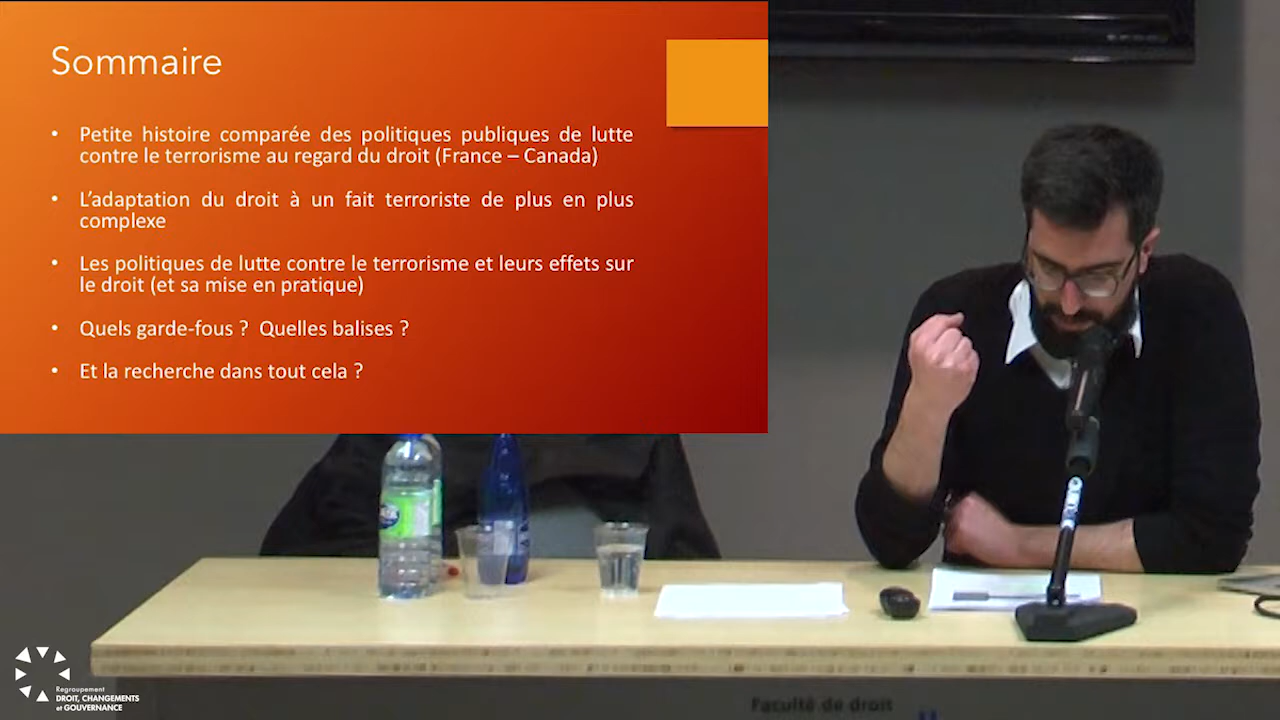 Sommaire
• Petite histoire comparée des politiques publiques de lutte
contre le terrorisme au regard du droit (France – Canada)
• L’adaptation du droit à un fait terroriste de plus en plus
complexe
• Les politiques de lutte contre le terrorisme et leurs effets sur
le droit (et sa mise en pratique)
• Quels garde-fous ? Quelles balises ?
• Et la recherche dans tout cela ?
Regroupement
DROIT, CHANGEMENTS
et GOUVERNANCE
Faculté de droit